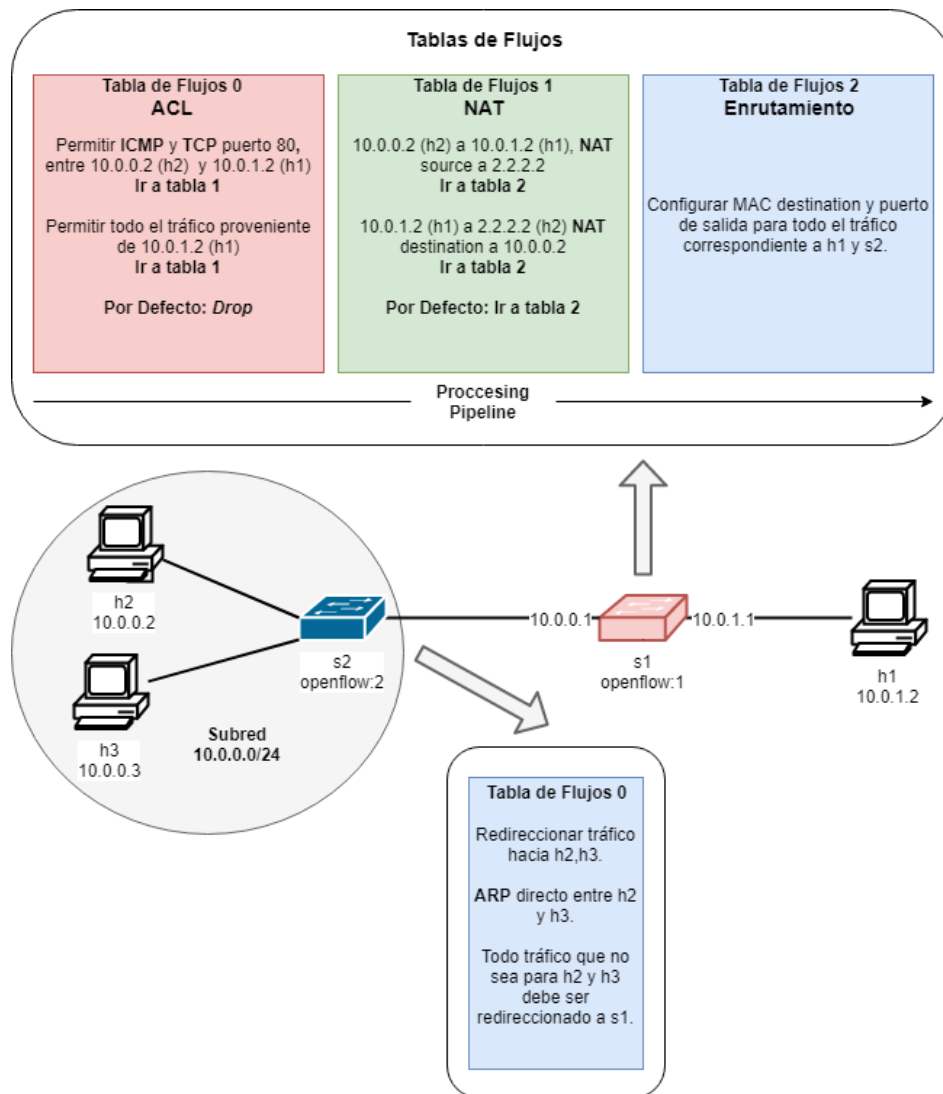 Tablas de Flujos
Tabla de Flujos 0
ACL
Permitir ICMP y TCP puerto 80,
entre 10.0.0.2 (h2) y 10.0.1.2 (h1)
Ir a tabla 1
Permitir todo el tráfico proveniente
de 10.0.1.2 (h1)
Ir a tabla 1
Por Defecto: Drop
Tabla de Flujos 1
NAT
10.0.0.2 (h2) a 10.0.1.2 (h1), NAT
source a 2.2.2.2
Ir a tabla 2
10.0.1.2 (h1) a 2.2.2.2 (h2) NAT
destination a 10.0.0.2
Ir a tabla 2
Por Defecto: Ir a tabla 2
Tabla de Flujos 2
Enrutamiento
Configurar MAC destination y puerto
de salida para todo el tráfico
correspondiente a h1 y s2.
Proccesing
Pipeline
h2
10.0.0.2
h3
10.0.0.3
s2
openflow:2
Subred
10.0.0.0/24
10.0.0.1
s1
openflow:1
10.0.1.1
h1
10.0.1.2
Tabla de Flujos 0
Redireccionar tráfico
hacia h2,h3.
ARP directo entre h2
y h3.
Todo tráfico que no
sea para h2 y h3
debe ser
redireccionado a s1.